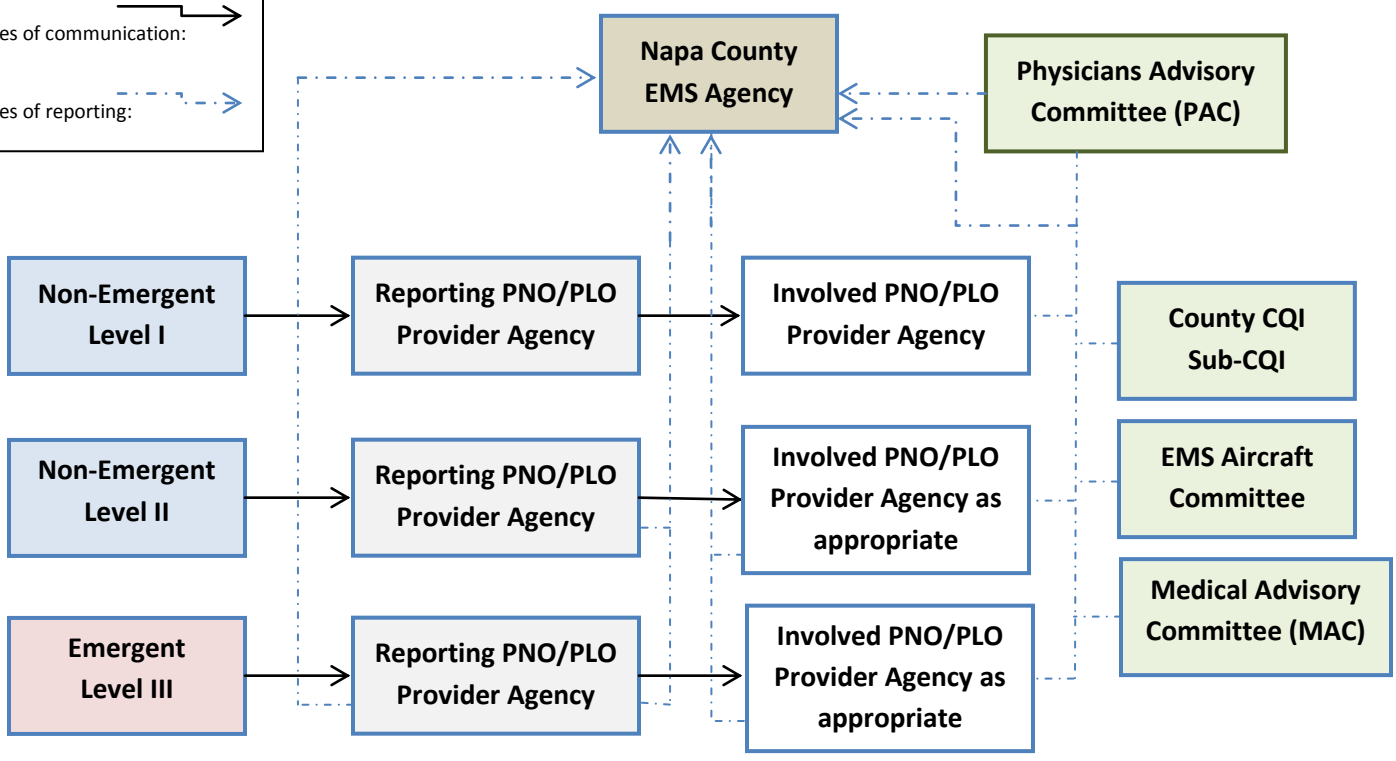 es of communication:
es of reporting:
Napa County
EMS Agency
Physicians Advisory
Committee (PAC)
Non-Emergent
Level I
Reporting PNO/PLO
Provider Agency
Involved PNO/PLO
Provider Agency
County CQI
Sub-CQI
Non-Emergent
Level II
Reporting PNO/PLO
Provider Agency
Involved PNO/PLO
Provider Agency as
appropriate
EMS Aircraft
Committee
Emergent
Level III
Reporting PNO/PLO
Provider Agency
Involved PNO/PLO
Provider Agency as
appropriate
Medical Advisory
Committee (MAC)